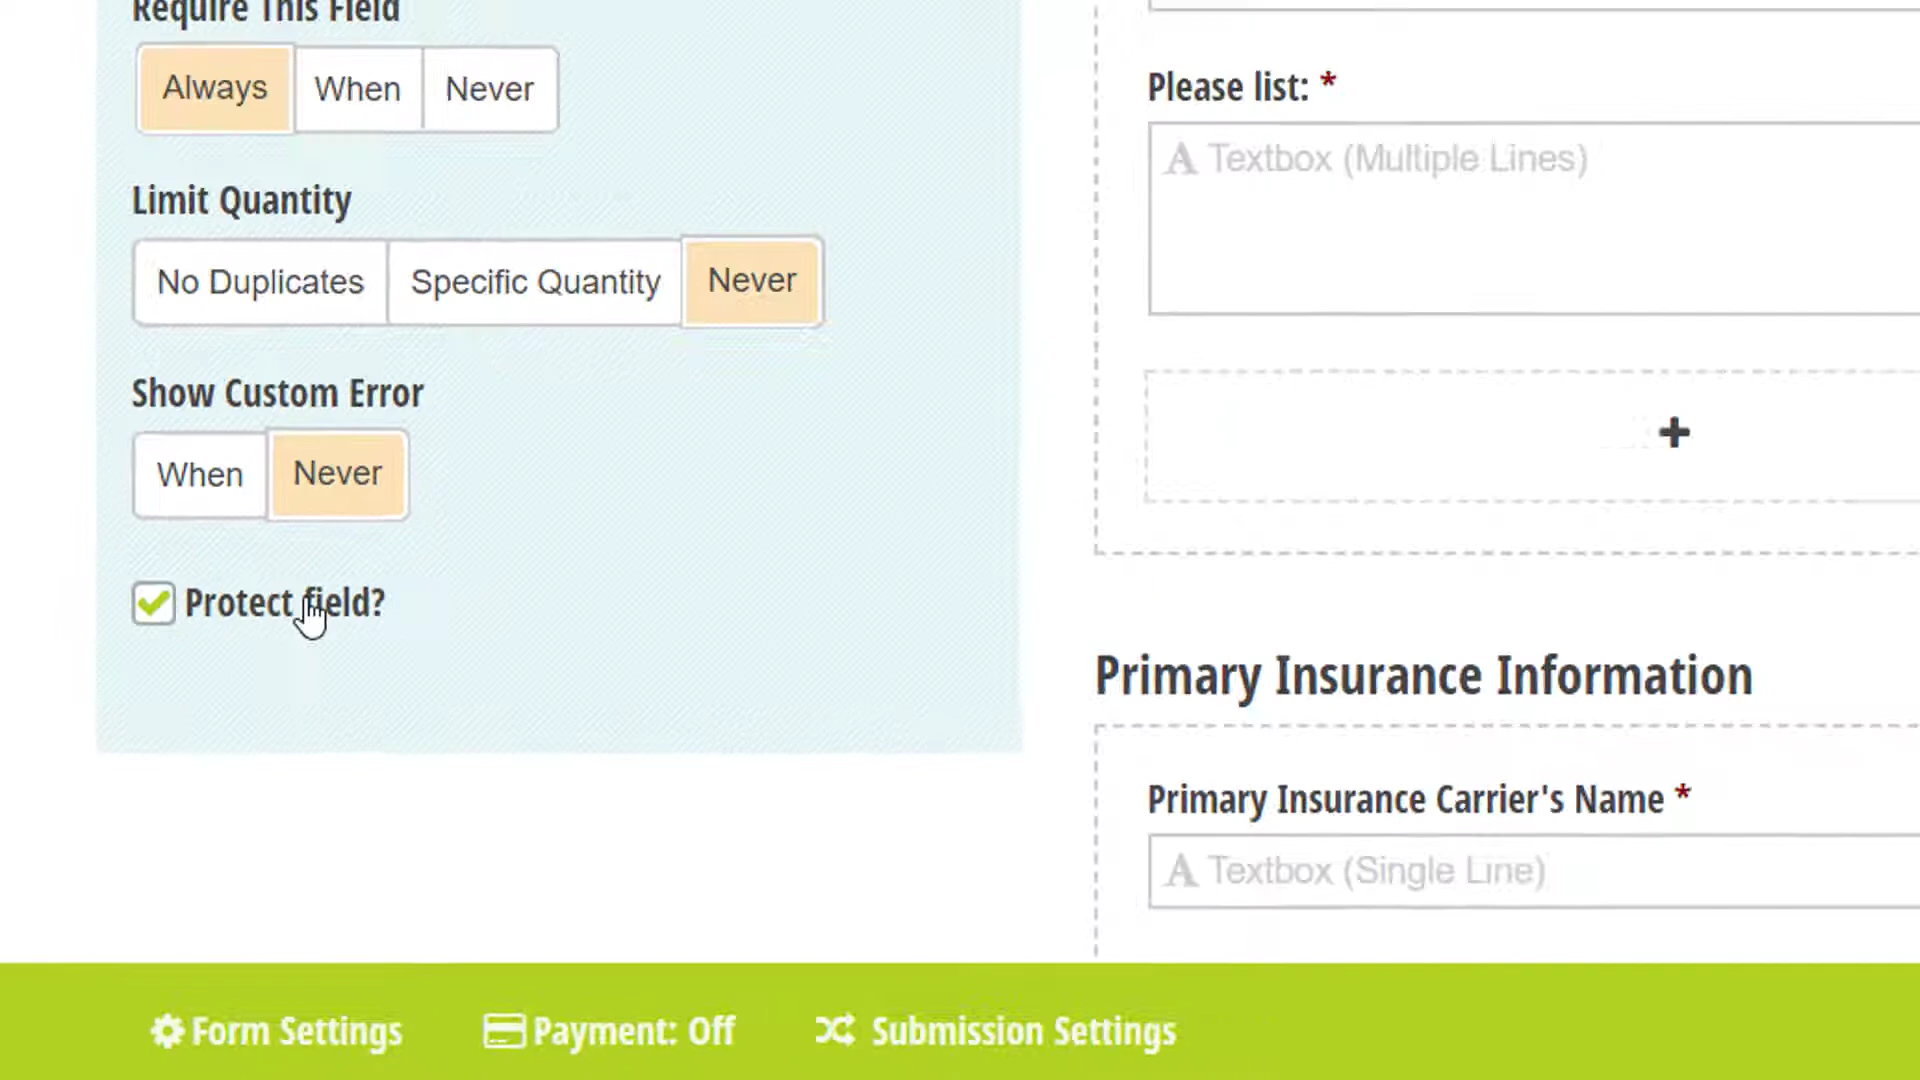 Require This Field
Always When Never
Limit Quantity
No Duplicates Specific Quantity Never
Show Custom Error
When Never
Protect field?
Please list: *
A Textbox (Multiple Lines)
Primary Insurance Information
Primary Insurance Carrier's Name *
A Textbox (Single Line)
Form Settings Payment: Off Submission Settings